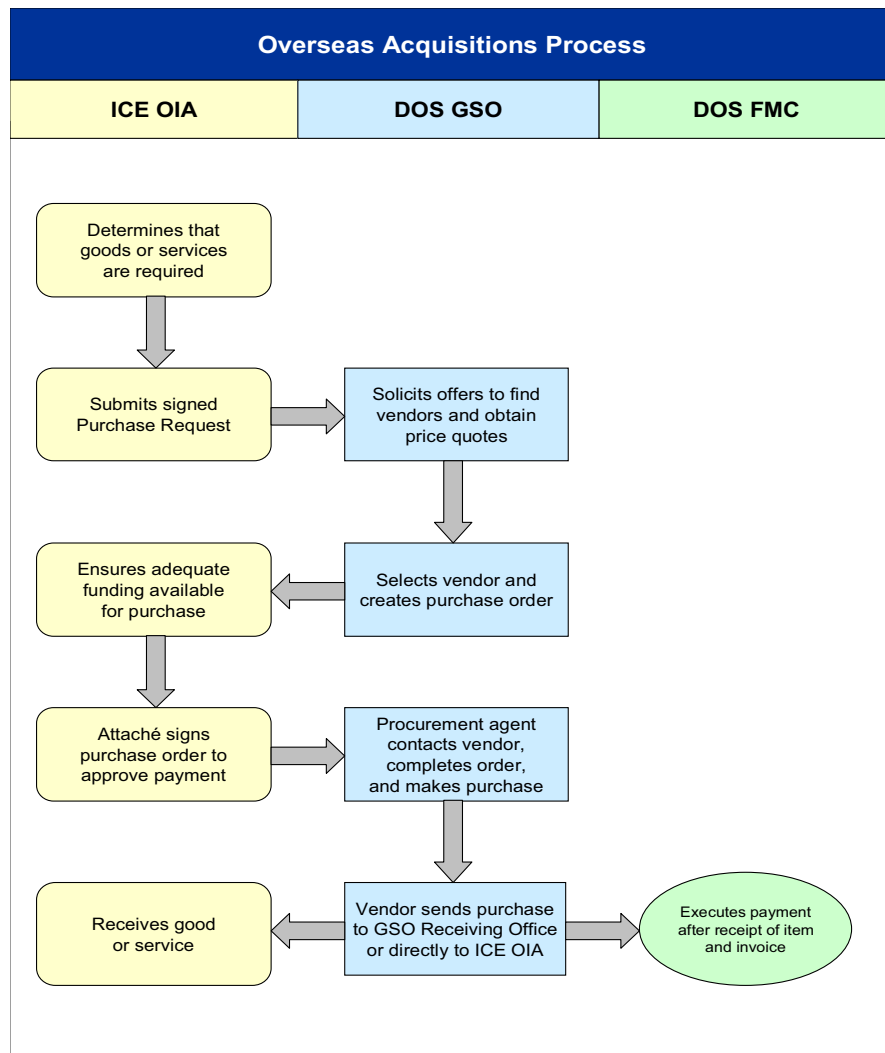 Overseas Acquisitions Process
ICE OIA
DOS GSO
DOS FMC
Determines that
goods or services
are required
Submits signed
Purchase Request
Solicits offers to find
vendors and obtain
price quotes
Ensures adequate
funding available
for purchase
Selects vendor and
creates purchase order
Attaché signs
purchase order to
approve payment
Procurement agent
contacts vendor,
completes order,
and makes purchase
Receives good
or service
Vendor sends purchase
to GSO Receiving Office
or directly to ICE OIA
Executes payment
after receipt of item
and invoice